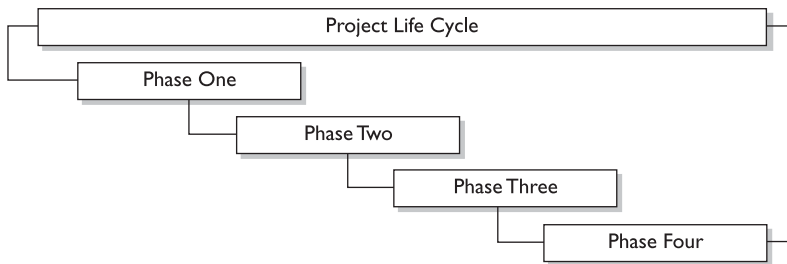 Project Life Cycle
Phase One
Phase Two
Phase Three
Phase Four